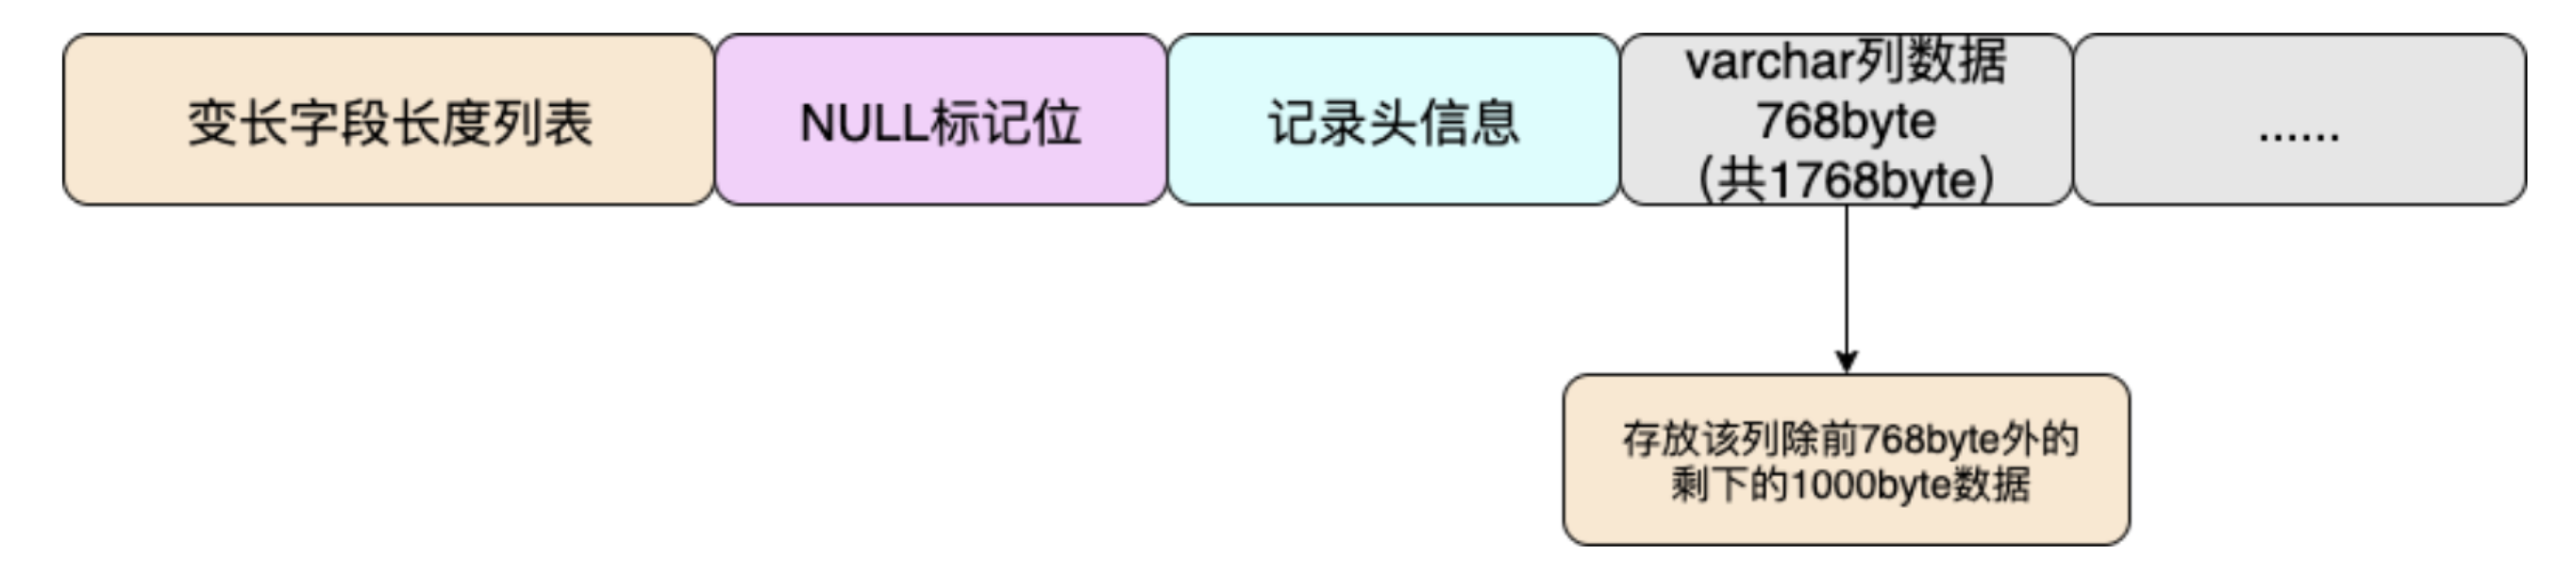 变长字段长度列表
NULL标记位
记录头信息
varchar列数据
768byte
（共1768byte）
......
存放该列除前768byte外的
剩下的1000byte数据